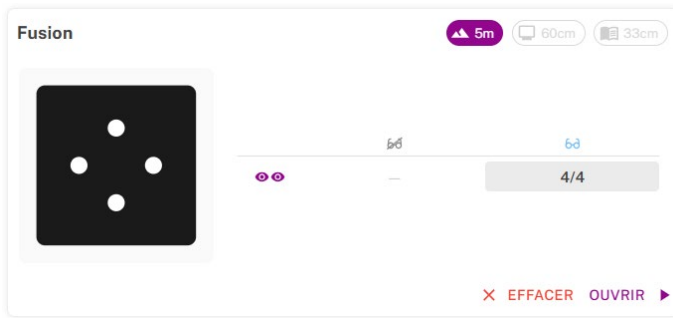 Fusion
5m
60cm
33cm
—
4/4
EFFACER OUVRIR